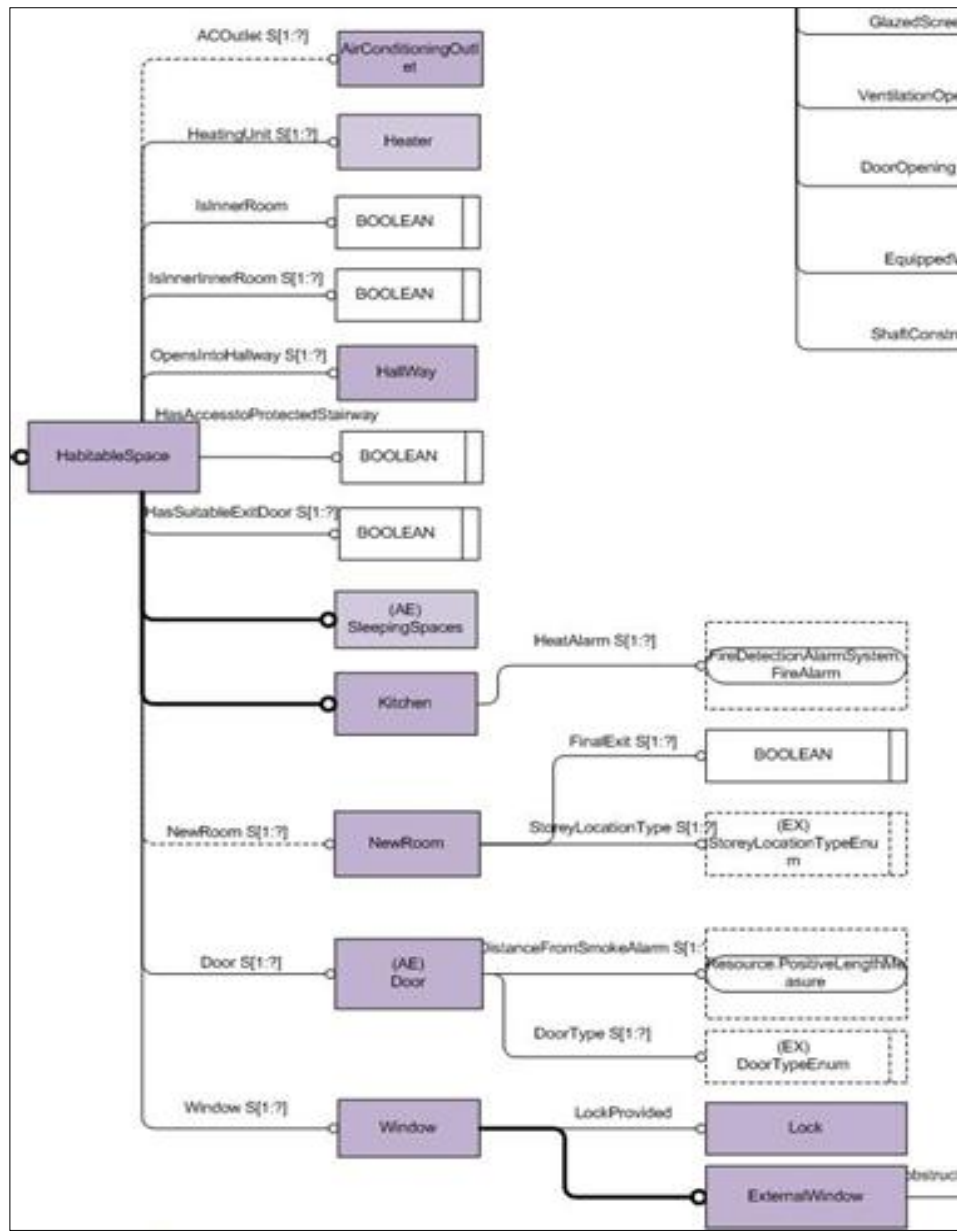 ACOutlet S[1:?]
AirConditioningOutl
et
GlazedScree
HeatingUnit S[1:?]
Heater
VentilationOpe
IsInnerRoom
BOOLEAN
DoorOpening
IsInnerInnerRoom S[1:?]
BOOLEAN
EquippedW
OpensIntoHallway S[1:?]
HallWay
ShaftConstr
HasAccesstoProtectedStairway
HabitableSpace
BOOLEAN
HasSuitableExitDoor S[1:?]
BOOLEAN
(AE)
SleepingSpaces
Kitchen
HeatAlarm S[1:?]
FireDetectionAlarmSystem.
FireAlarm
FinalExit S[1:?]
BOOLEAN
NewRoom S[1:?]
NewRoom
StoreyLocationType S[1:?]
(EX)
StoreyLocationTypeEnu
m
Door S[1:?]
(AE)
Door
DistanceFromSmokeAlarm S[1:?
Resource.PositiveLengthMe
asure
DoorType S[1:?]
(EX)
DoorTypeEnum
Window S[1:?]
Window
LockProvided
Lock
ExternalWindow
obstruct